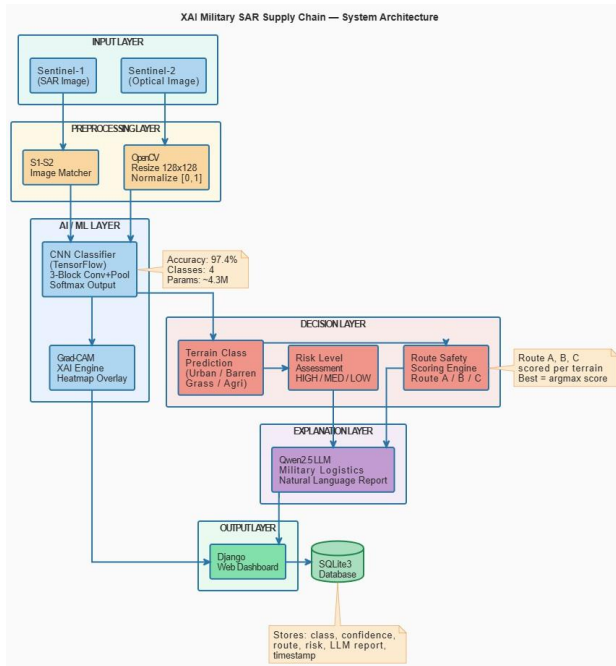 XAI Military SAR Supply Chain — System Architecture
INPUT LAYER
Sentinel-1
(SAR Image)
Sentinel-2
(Optical Image)
PREPROCESSING LAYER
S1-S2
Image Matcher
OpenCV
Resize 128x128
Normalize [0,1]
AI / ML LAYER
CNN Classifier
(TensorFlow)
3-Block Conv+Pool
Softmax Output
Accuracy: 97.4%
Classes: 4
Params: ~4.3M
Grad-CAM
XAI Engine
Heatmap Overlay
DECISION LAYER
Terrain Class
Prediction
(Urban / Barren
Grass / Agri)
Risk Level
Assessment
HIGH / MED / LOW
Route Safety
Scoring Engine
Route A / B / C
Route A, B, C
scored per terrain
Best = argmax score
EXPLANATION LAYER
Qwen2.5 LLM
Military Logistics
Natural Language Report
OUTPUT LAYER
Django
Web Dashboard
SQLite3
Database
Stores: class, confidence,
route, risk, LLM report,
timestamp